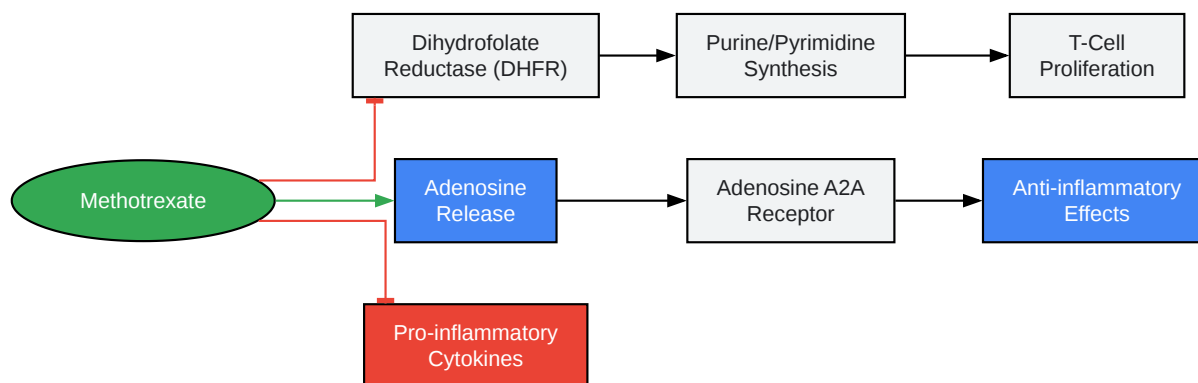 Dihydrofolate
Reductase (DHFR)
Purine/Pyrimidine
Synthesis
T-Cell
Proliferation
Methotrexate
Adenosine
Release
Adenosine A2A
Receptor
Anti-inflammatory
Effects
Pro-inflammatory
Cytokines